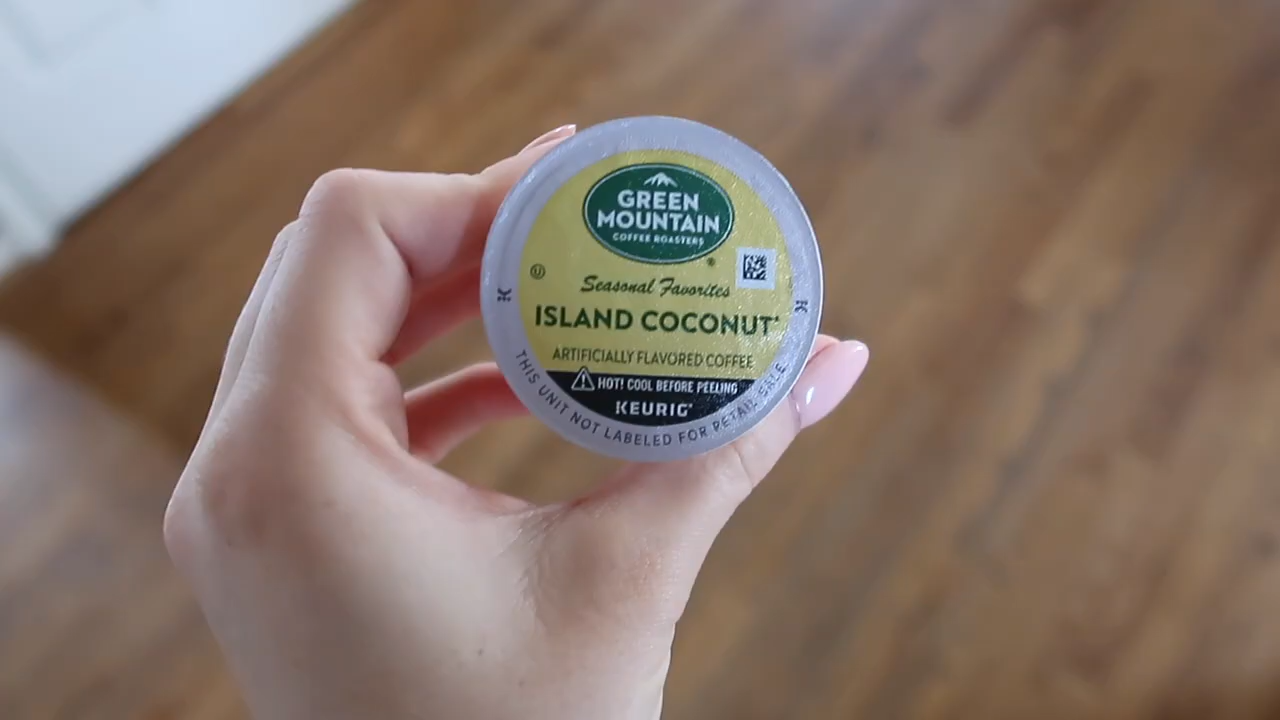 GREEN
MOUNTAIN
COFFEE ROASTERS®
U
Seasonal Favorites
K
K
ISLAND COCONUT®
ARTIFICIALLY FLAVORED COFFEE
HOT! COOL BEFORE PEELING
KEURIG®
THIS UNIT NOT LABELED FOR RETAIL SALE